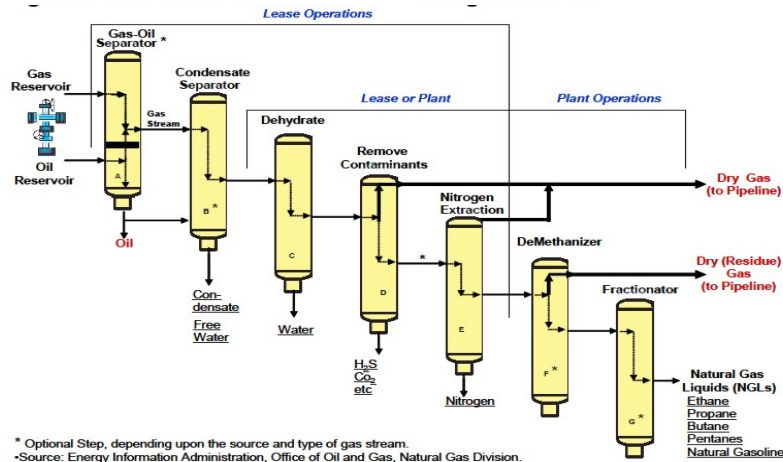 Lease Operations
Gas-Oil
Separator *
Gas
Reservoir
Condensate
Separator
Lease or Plant
Plant Operations
Gas
Stream
Dehydrate
Remove
Contaminants
Dry Gas
(to Pipeline)
Oil
Reservoir
Nitrogen
Extraction
A
B *
Oil
DeMethanizer
Dry (Residue)
Gas
(to Pipeline)
*
C
Fractionator
D
Con-
densate
Free
Water
Water
E
H2S
Co2
etc
F *
Nitrogen
G *
Natural Gas
Liquids (NGLs)
Ethane
Propane
Butane
Pentanes
Natural Gasoline
* Optional Step, depending upon the source and type of gas stream.
•Source: Energy Information Administration, Office of Oil and Gas, Natural Gas Division.